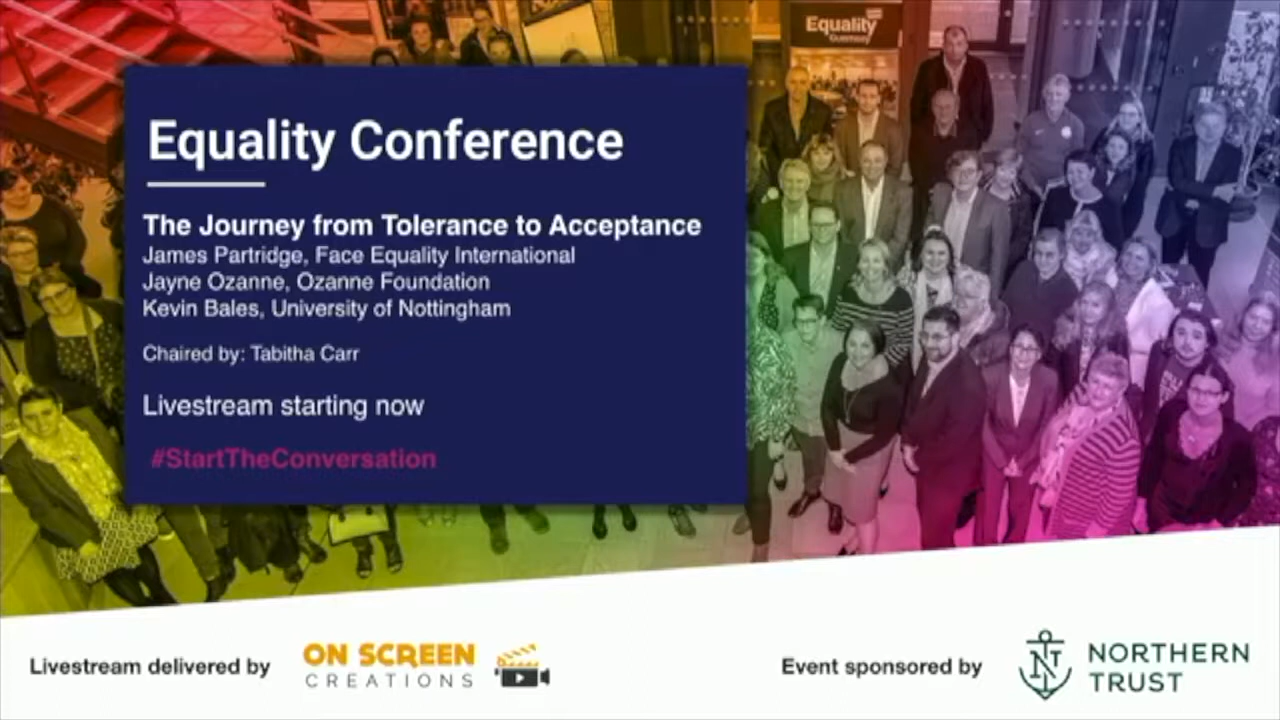 Equality
Guernsey
Equality Conference
The Journey from Tolerance to Acceptance
James Partridge, Face Equality International
Jayne Ozanne, Ozanne Foundation
Kevin Bales, University of Nottingham
Chaired by: Tabitha Carr
Livestream starting now
#StartTheConversation
Livestream delivered by
ON SCREEN
CREATIONS
Event sponsored by
NT
NORTHERN
TRUST